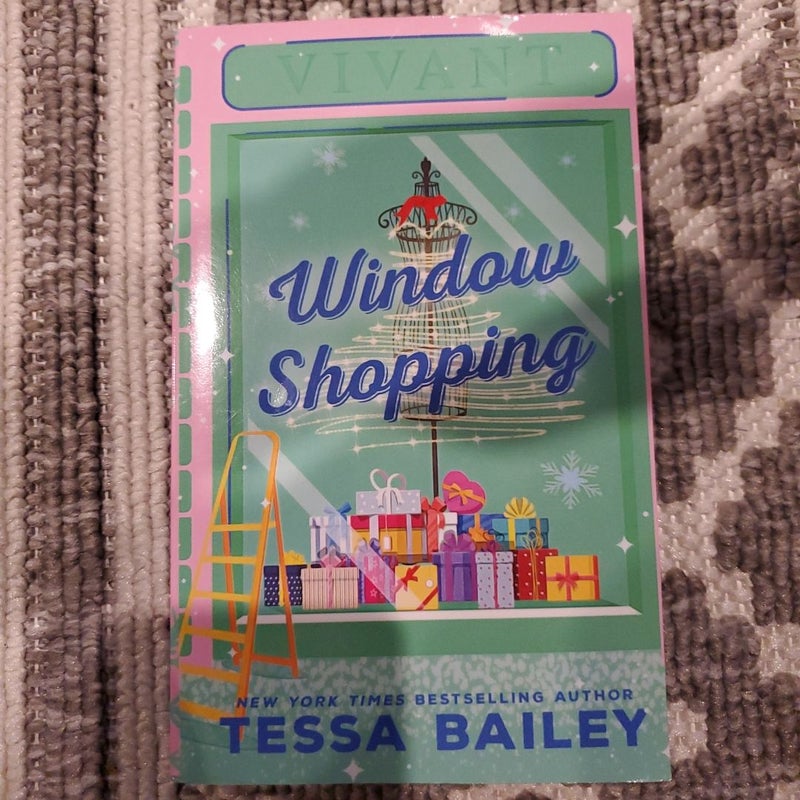 VIVANT
Window
Shopping
NEW YORK TIMES BESTSELLING AUTHOR
TESSA BAILEY